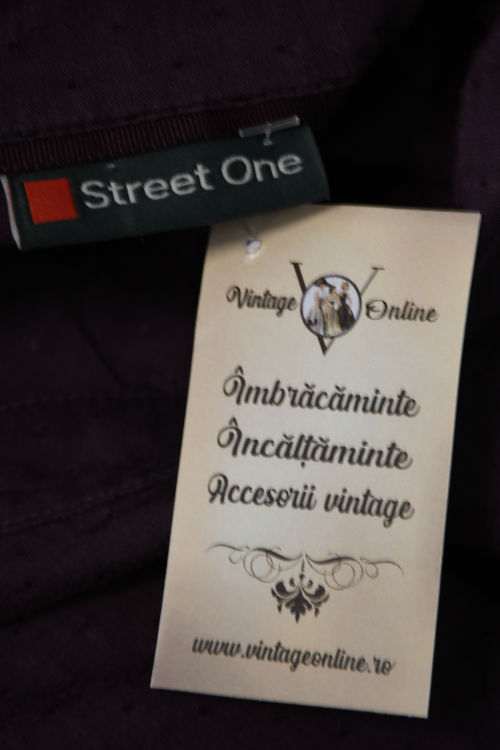 Street One
Vintage Online
Îmbrăcăminte
Încălțăminte
Accesorii vintage
www.vintageonline.ro